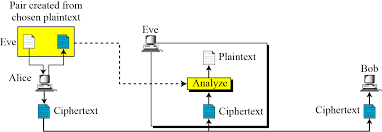 Pair created from
chosen plaintext
Eve
Alice
Ciphertext
Eve
Plaintext
Analyze
Ciphertext
Bob
Ciphertext